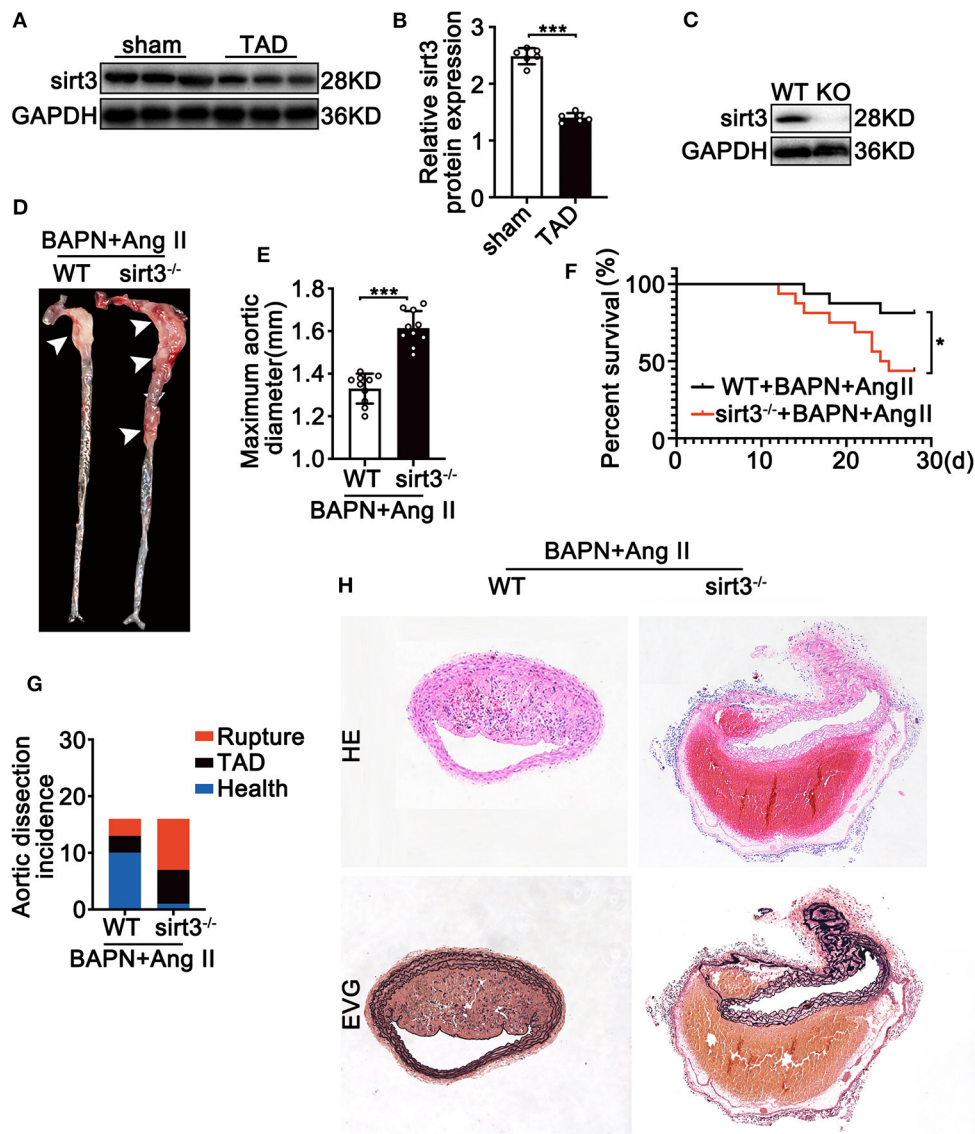 A
sham TAD
sirt3 28KD
GAPDH 36KD
B
Relative sirt3
protein expression
3
2
1
0
***
sham TAD
C
WT KO
sirt3 28KD
GAPDH 36KD
D
BAPN+Ang II
WT sirt3-/-
E
Maximum aortic
diameter(mm)
1.8
1.6
1.4
1.2
1.0
***
WT sirt3-/-
BAPN+Ang II
F
Percent survival(%)
100
50
0
0 10 20 30(d)
WT+BAPN+Ang II
sirt3-/-+BAPN+Ang II
*
G
Aortic dissection
incidence
30
20
10
0
Rupture
TAD
Health
WT sirt3-/-
BAPN+Ang II
H
BAPN+Ang II
WT sirt3-/-
HE
EVG